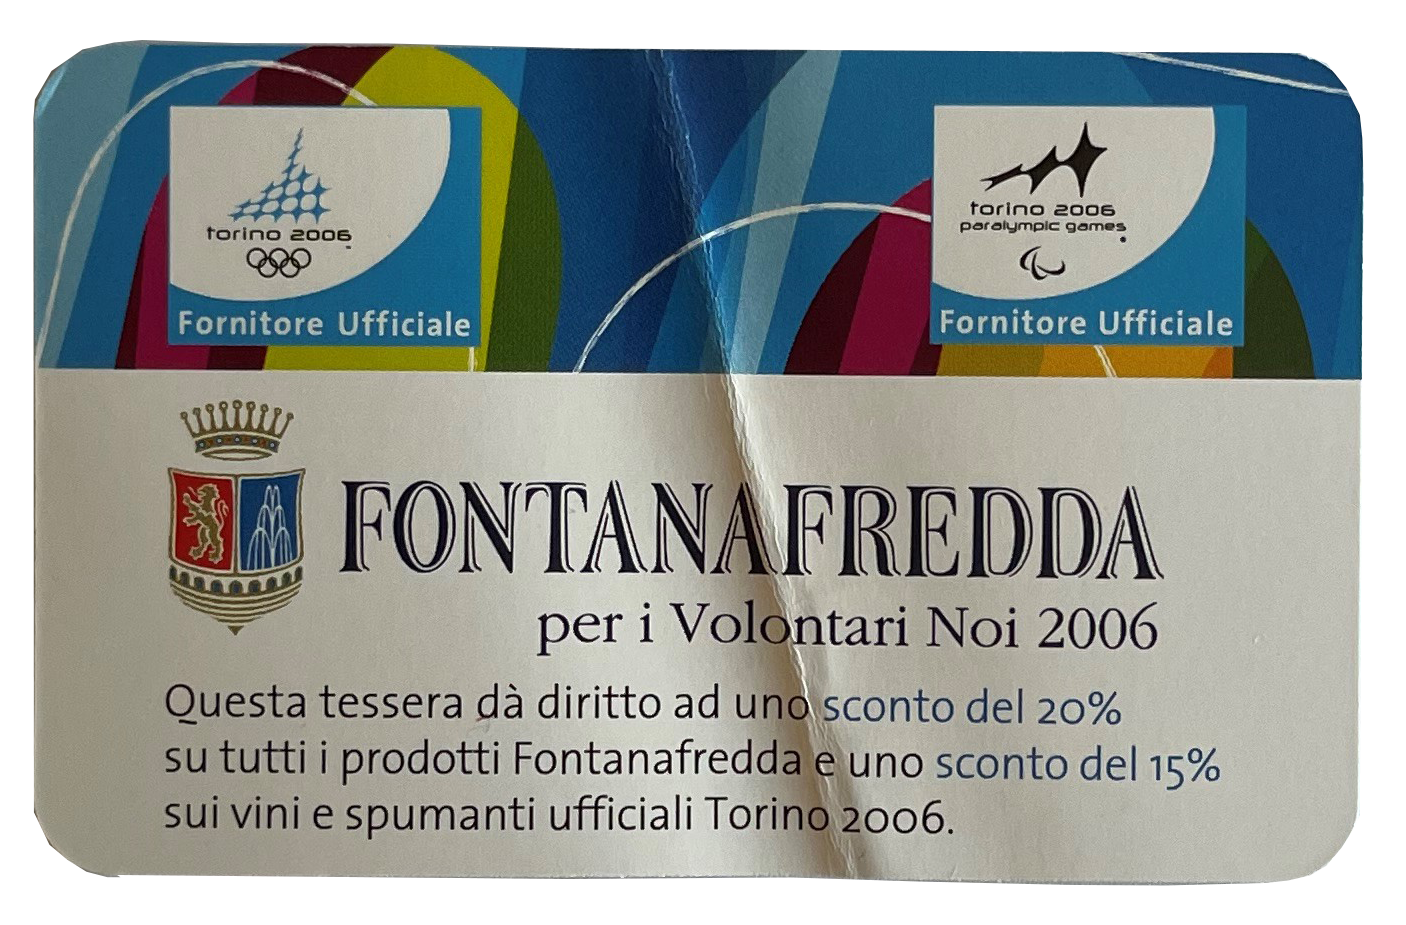 torino 2006
Fornitore Ufficiale
torino 2006
paralympic games
Fornitore Ufficiale
FONTANAFREDDA
per i Volontari Noi 2006
Questa tessera dà diritto ad uno sconto del 20%
su tutti i prodotti Fontanafredda e uno sconto del 15%
sui vini e spumanti ufficiali Torino 2006.